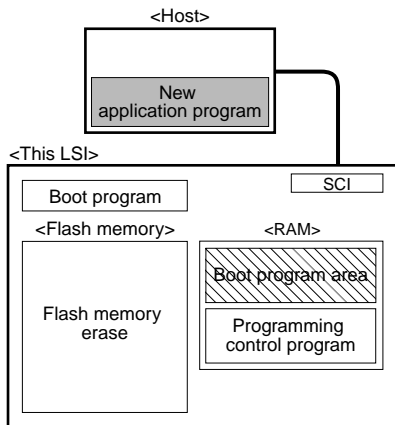 <Host>
New
application program
<This LSI>
SCI
Boot program
<Flash memory>
<RAM>
Boot program area
Flash memory
erase
Programming
control program